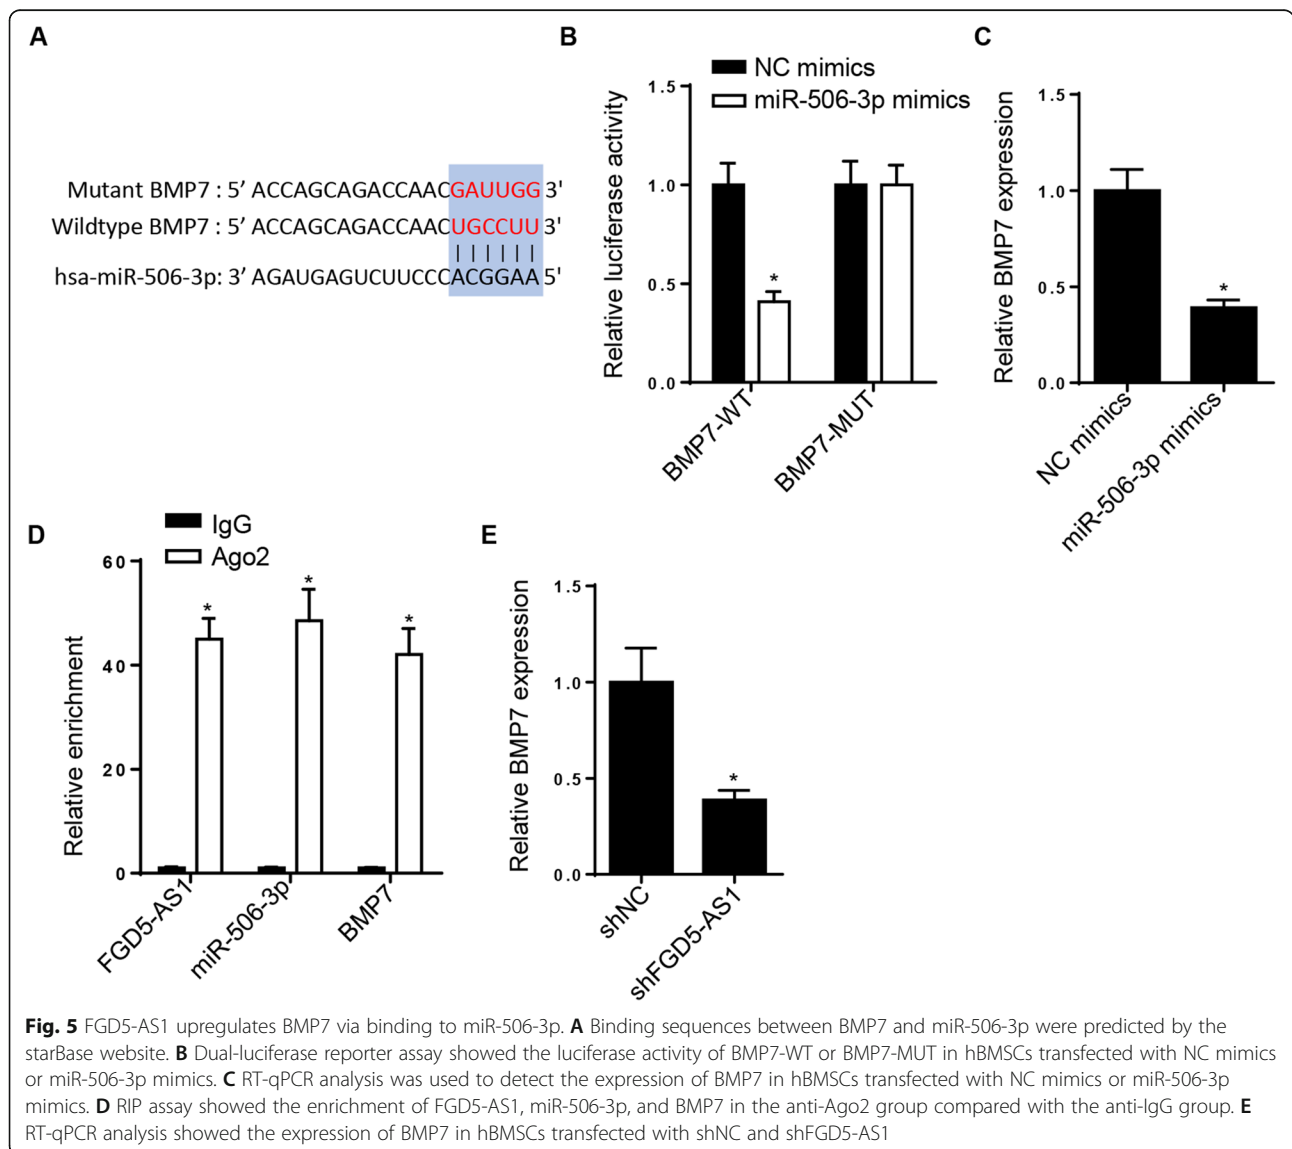 A
Mutant BMP7 : 5’ ACCAGCAGACCAACGAUUGG 3'
Wildtype BMP7 : 5’ ACCAGCAGACCAACUGCCUU 3'
hsa-miR-506-3p: 3’ AGAUGAGUCUUCCCACGGAA 5'
B
NC mimics
miR-506-3p mimics
Relative luciferase activity
1.5
1.0
0.5
0.0
*
BMP7-WT
BMP7-MUT
C
Relative BMP7 expression
1.5
1.0
0.5
0.0
*
NC mimics
miR-506-3p mimics
D
IgG
Ago2
Relative enrichment
60
40
20
0
*
*
*
FGD5-AS1
miR-506-3p
BMP7
E
Relative BMP7 expression
1.5
1.0
0.5
0.0
*
shNC
shFGD5-AS1
Fig. 5 FGD5-AS1 upregulates BMP7 via binding to miR-506-3p. A Binding sequences between BMP7 and miR-506-3p were predicted by the
starBase website. B Dual-luciferase reporter assay showed the luciferase activity of BMP7-WT or BMP7-MUT in hBMSCs transfected with NC mimics
or miR-506-3p mimics. C RT-qPCR analysis was used to detect the expression of BMP7 in hBMSCs transfected with NC mimics or miR-506-3p
mimics. D RIP assay showed the enrichment of FGD5-AS1, miR-506-3p, and BMP7 in the anti-Ago2 group compared with the anti-IgG group. E
RT-qPCR analysis showed the expression of BMP7 in hBMSCs transfected with shNC and shFGD5-AS1